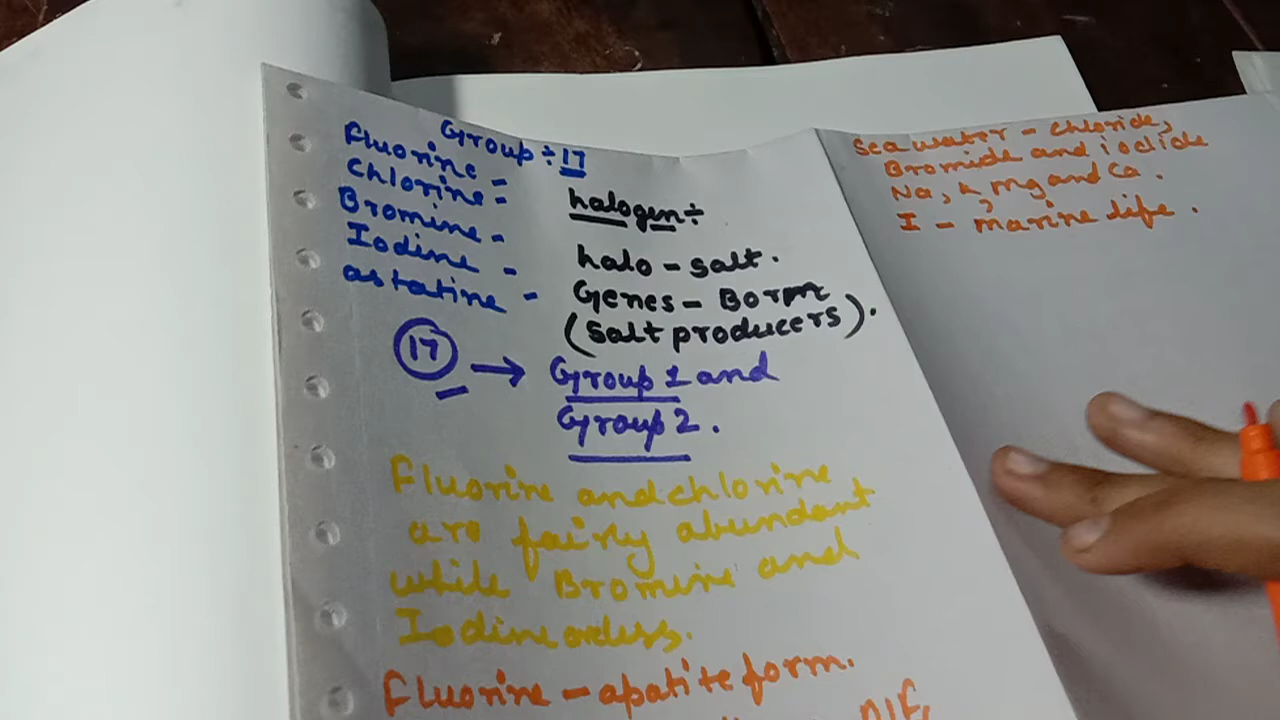 Group ÷ 17
Fluorine -
Chlorine -
Bromine -
Iodine -
astatine -
halogen ÷
halo - salt.
Genes - Born
(Salt producers).
17 → Group 1 and
Group 2.
Fluorine and chlorine
are fairly abundant
while Bromine and
Iodine are less.
Fluorine - apatite form.
Sea water - chloride,
Bromide and iodide
Na, K, Mg and Ca.
I - marine life.